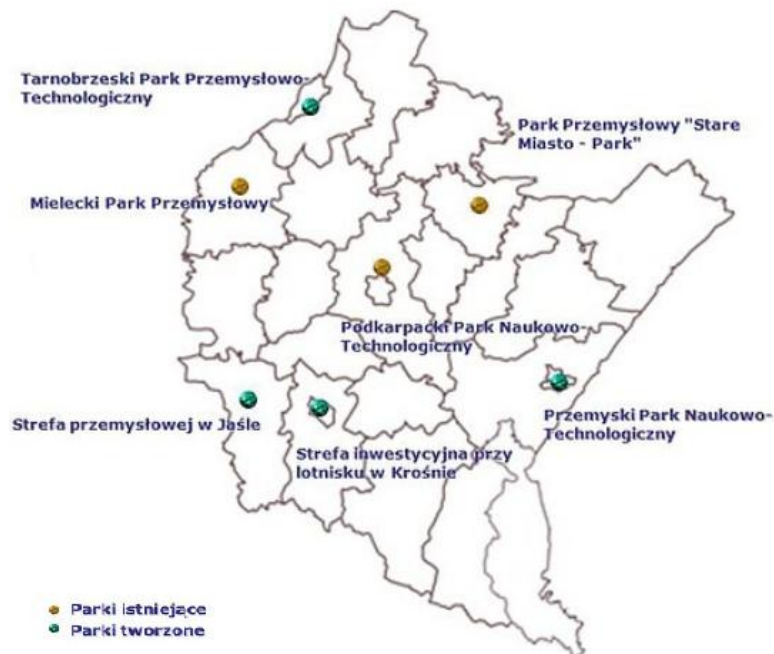 Tarnobrzeski Park Przemysłowo-
Technologiczny
Park Przemysłowy "Stare
Miasto - Park"
Mielecki Park Przemysłowy
Podkarpacki Park Naukowo-
Technologiczny
Strefa przemysłowej w Jaśle
Przemyski Park Naukowo-
Technologiczny
Strefa inwestycyjna przy
lotnisku w Krośnie
Parki istniejące
Parki tworzone